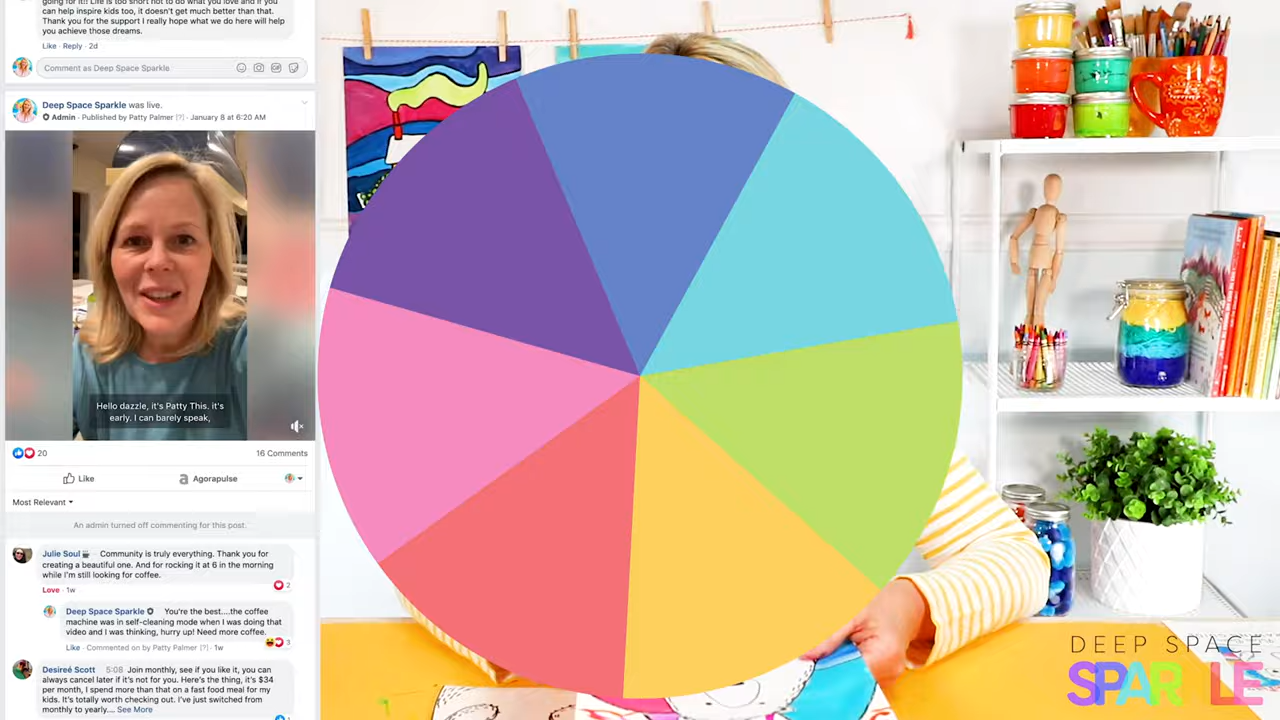 going for it!! Life is too short not to do what you love and if you
can help inspire kids too, it doesn't get much better than that.
Thank you for the support I really hope what we do here will help
you achieve those dreams.
Like · Reply · 2d
Comment as Deep Space Sparkle
Deep Space Sparkle was live.
Admin · Published by Patty Palmer [?] · January 8 at 6:20 AM
Hello dazzle, it's Patty This. it's
early. I can barely speak,
20
16 Comments
Like
Agorapulse
Most Relevant
An admin turned off commenting for this post.
Julie Soul Community is truly everything. Thank you for
creating a beautiful one. And for rocking it at 6 in the morning
while I'm still looking for coffee.
2
Love · 1w
Deep Space Sparkle You're the best....the coffee
machine was in self-cleaning mode when I was doing that
video and I was thinking, hurry up! Need more coffee.
3
Like · Commented on by Patty Palmer [?] · 1w
Desireé Scott 5:08 Join monthly, see if you like it, you can
always cancel later if it's not for you. Here's the thing, it's $34
per month, I spend more than that on a fast food meal for my
kids. It's totally worth checking out. I've just switched from
monthly to yearly.... See More
DEEP SPACE
SPAR LE